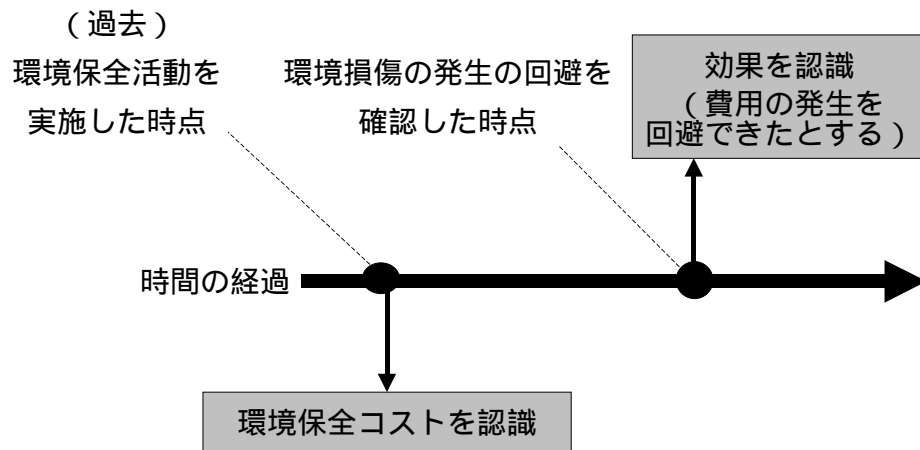 （過去）
環境保全活動を
実施した時点
環境損傷の発生の回避を
確認した時点
効果を認識
（費用の発生を
回避できたとする）
時間の経過
環境保全コストを認識